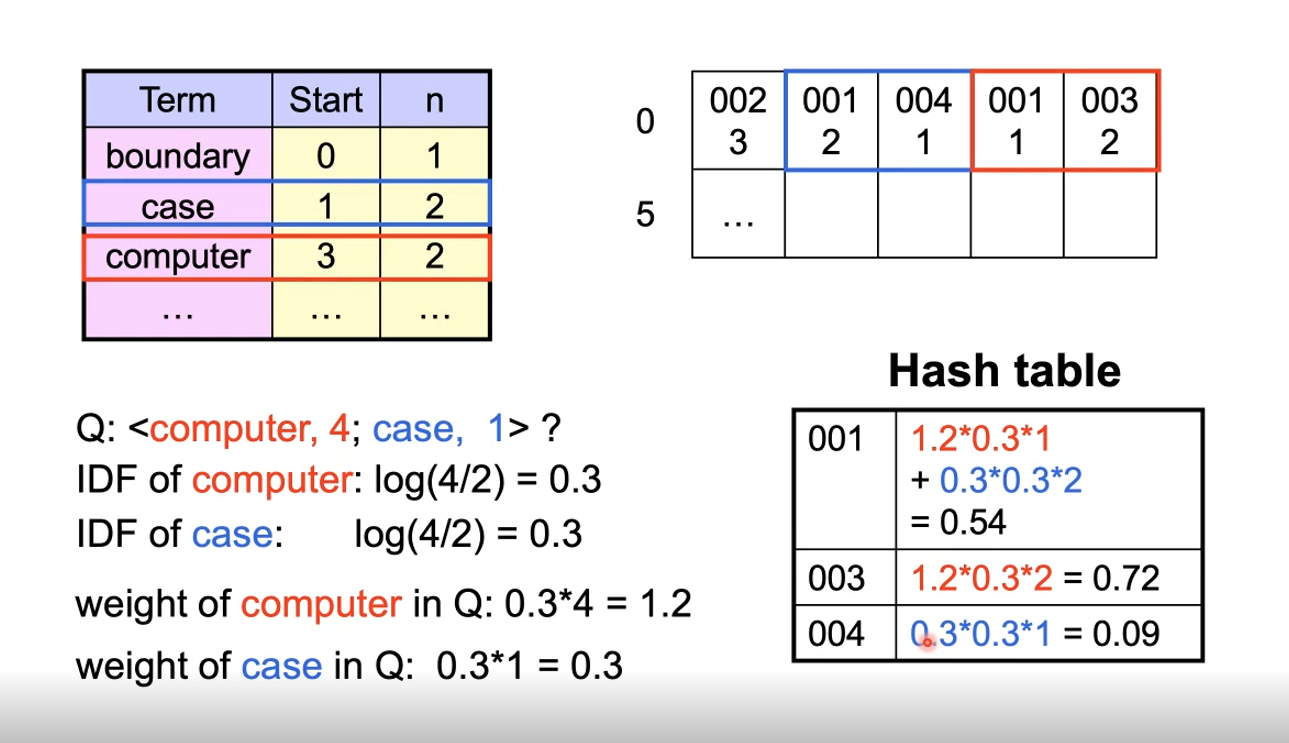 Term Start n
boundary 0 1
case 1 2
computer 3 2
... ... ...
0 002 001 004 001 003
3 2 1 1 2
5 ...
Q: <computer, 4; case, 1> ?
IDF of computer: log(4/2) = 0.3
IDF of case: log(4/2) = 0.3
weight of computer in Q: 0.3*4 = 1.2
weight of case in Q: 0.3*1 = 0.3
Hash table
001 1.2*0.3*1
+ 0.3*0.3*2
= 0.54
003 1.2*0.3*2 = 0.72
004 0.3*0.3*1 = 0.09